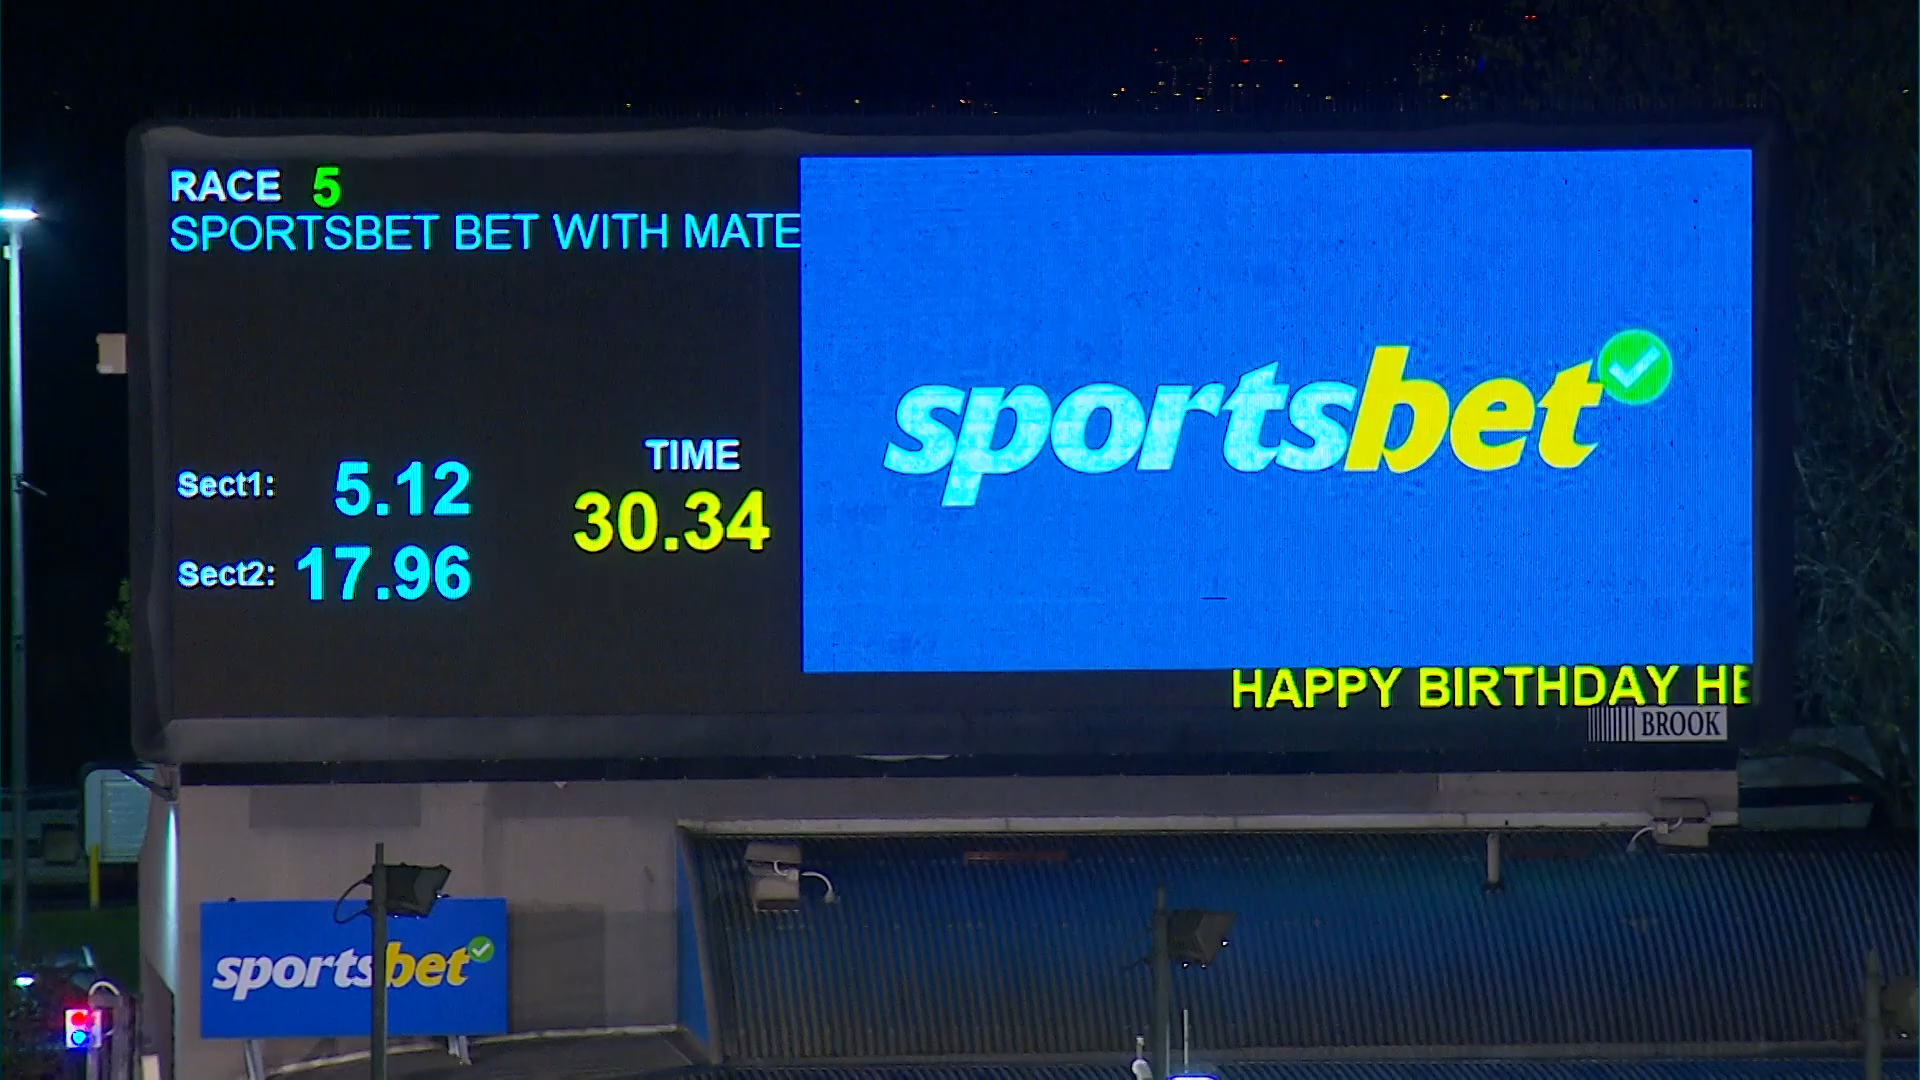 RACE 5
SPORTSBET BET WITH MATE
sportsbet
TIME
Sect1: 5.12
30.34
Sect2: 17.96
HAPPY BIRTHDAY HE
BROOK
sportsbet